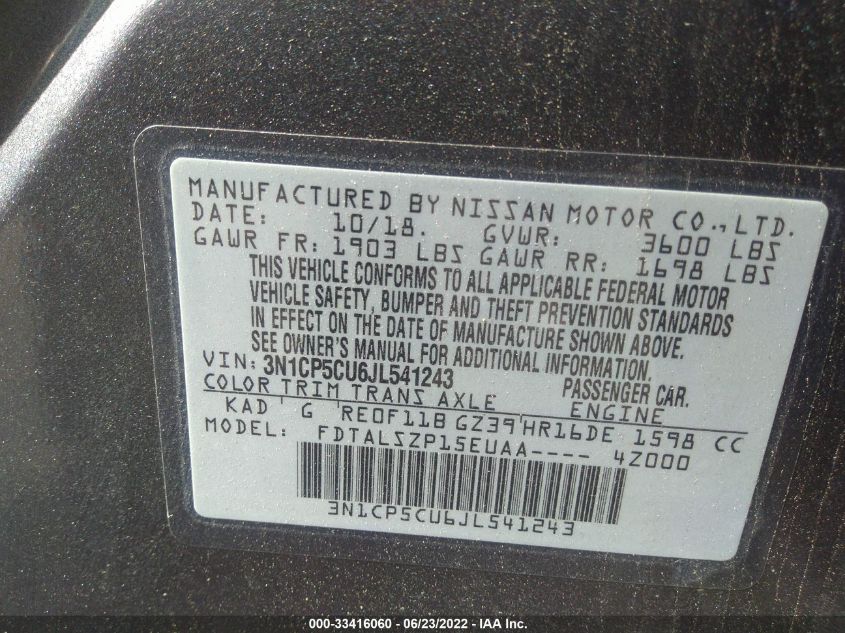 MANUFACTURED BY NISSAN MOTOR CO., LTD.
DATE: 10/18. GVWR: 3600 LBS
GAWR FR: 1903 LBS GAWR RR: 1698 LBS
THIS VEHICLE CONFORMS TO ALL APPLICABLE FEDERAL MOTOR
VEHICLE SAFETY, BUMPER AND THEFT PREVENTION STANDARDS
IN EFFECT ON THE DATE OF MANUFACTURE SHOWN ABOVE.
SEE OWNER'S MANUAL FOR ADDITIONAL INFORMATION.
VIN: 3N1CP5CU6JL541243 PASSENGER CAR.
COLOR TRIM TRANS AXLE ENGINE
KAD G RE0F11B GZ39 HR16DE 1598 CC
MODEL: FDTALSZP15EUAA---- 4Z000
3N1CP5CU6JL541243
000-33416060 - 06/23/2022 - IAA Inc.